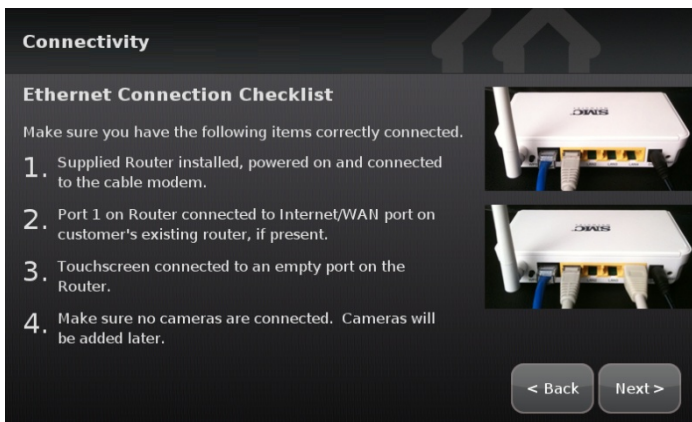 Connectivity
Ethernet Connection Checklist
Make sure you have the following items correctly connected.
1. Supplied Router installed, powered on and connected
to the cable modem.
2. Port 1 on Router connected to Internet/WAN port on
customer's existing router, if present.
3. Touchscreen connected to an empty port on the
Router.
4. Make sure no cameras are connected. Cameras will
be added later.
SMC
SMC
< Back
Next >